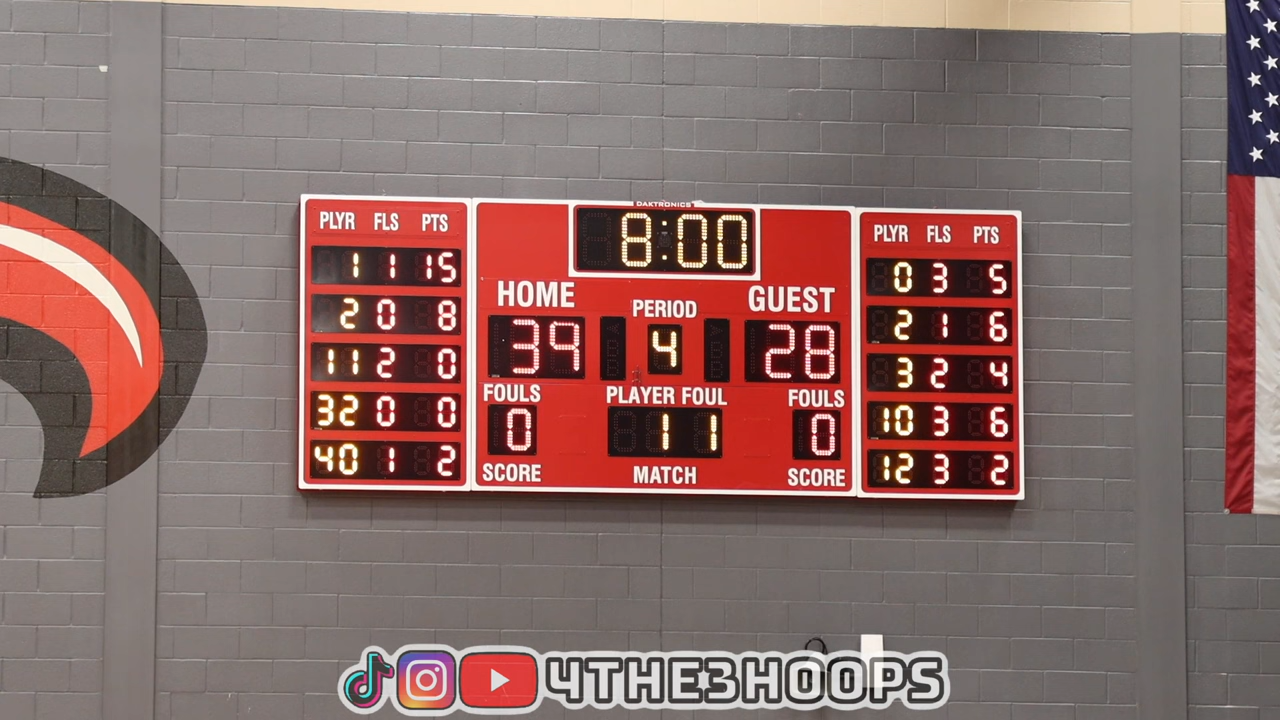 DAKTRONICS
8:00
PLYR FLS PTS
1 1 15
2 0 8
11 2 0
32 0 0
40 1 2
HOME
39
PERIOD
4
GUEST
28
FOULS
0
SCORE
PLAYER FOUL
11
MATCH
FOULS
0
SCORE
PLYR FLS PTS
0 3 5
2 1 6
3 2 4
10 3 6
12 3 2
4THE3HOOPS